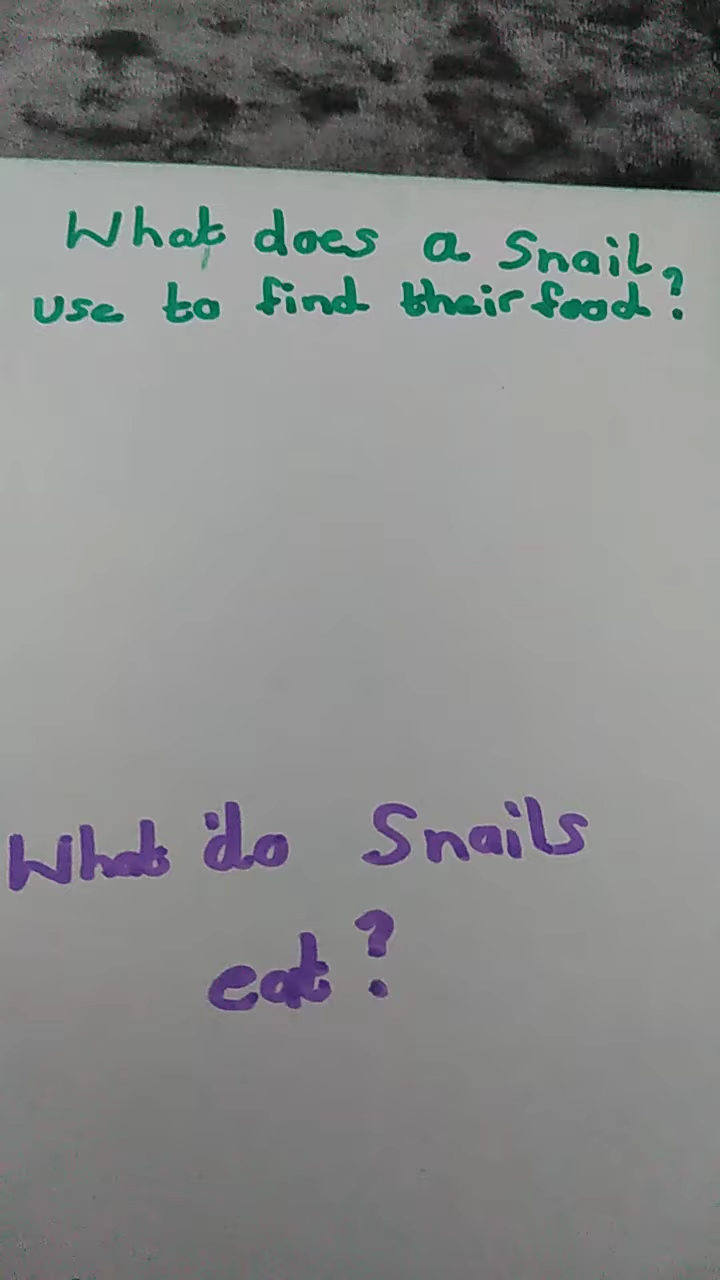 What does a Snail
use to find their food?
What do Snails
eat?